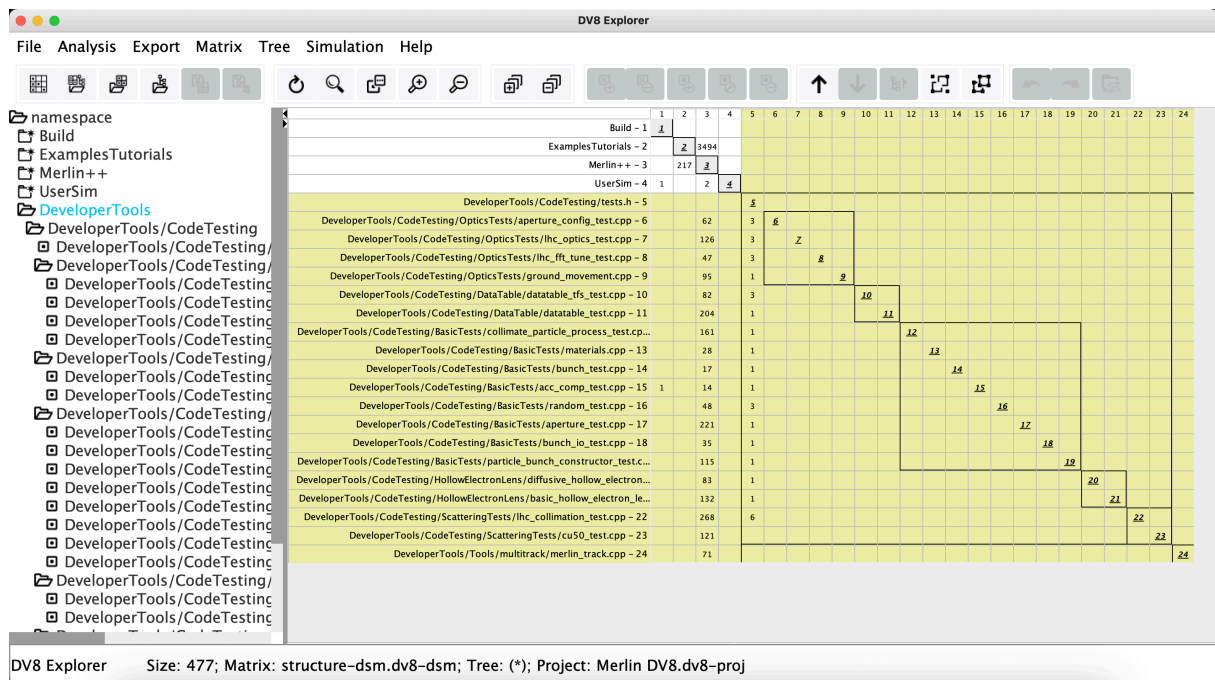 DV8 Explorer
File Analysis Export Matrix Tree Simulation Help
namespace
Build
ExamplesTutorials
Merlin++
UserSim
DeveloperTools
DeveloperTools/CodeTesting
DeveloperTools/CodeTesting/
DeveloperTools/CodeTesting/
DeveloperTools/CodeTesting
DeveloperTools/CodeTesting
DeveloperTools/CodeTesting
DeveloperTools/CodeTesting
DeveloperTools/CodeTesting/
DeveloperTools/CodeTesting
DeveloperTools/CodeTesting
DeveloperTools/CodeTesting/
DeveloperTools/CodeTesting
DeveloperTools/CodeTesting
DeveloperTools/CodeTesting
DeveloperTools/CodeTesting
DeveloperTools/CodeTesting
DeveloperTools/CodeTesting
DeveloperTools/CodeTesting
DeveloperTools/CodeTesting
DeveloperTools/CodeTesting/
DeveloperTools/CodeTesting
DeveloperTools/CodeTesting
1 2 3 4 5 6 7 8 9 10 11 12 13 14 15 16 17 18 19 20 21 22 23 24
Build – 1 1
ExamplesTutorials – 2 2 3494
Merlin++ – 3 217 3
UserSim – 4 1 2 4
DeveloperTools/CodeTesting/tests.h – 5 5
DeveloperTools/CodeTesting/OpticsTests/aperture_config_test.cpp – 6 62 3 6
DeveloperTools/CodeTesting/OpticsTests/lhc_optics_test.cpp – 7 126 3 7
DeveloperTools/CodeTesting/OpticsTests/lhc_fft_tune_test.cpp – 8 47 3 8
DeveloperTools/CodeTesting/OpticsTests/ground_movement.cpp – 9 95 1 9
DeveloperTools/CodeTesting/DataTable/datatable_tfs_test.cpp – 10 82 3 10
DeveloperTools/CodeTesting/DataTable/datatable_test.cpp – 11 204 1 11
DeveloperTools/CodeTesting/BasicTests/collimate_particle_process_test.cp... 161 1 12
DeveloperTools/CodeTesting/BasicTests/materials.cpp – 13 28 1 13
DeveloperTools/CodeTesting/BasicTests/bunch_test.cpp – 14 17 1 14
DeveloperTools/CodeTesting/BasicTests/acc_comp_test.cpp – 15 1 14 1 15
DeveloperTools/CodeTesting/BasicTests/random_test.cpp – 16 48 3 16
DeveloperTools/CodeTesting/BasicTests/aperture_test.cpp – 17 221 1 17
DeveloperTools/CodeTesting/BasicTests/bunch_io_test.cpp – 18 35 1 18
DeveloperTools/CodeTesting/BasicTests/particle_bunch_constructor_test.c... 115 1 19
DeveloperTools/CodeTesting/HollowElectronLens/diffusive_hollow_electron... 83 1 20
DeveloperTools/CodeTesting/HollowElectronLens/basic_hollow_electron_le... 132 1 21
DeveloperTools/CodeTesting/ScatteringTests/lhc_collimation_test.cpp – 22 268 6 22
DeveloperTools/CodeTesting/ScatteringTests/cu50_test.cpp – 23 121 23
DeveloperTools/Tools/multitrack/merlin_track.cpp – 24 71 24
DV8 Explorer Size: 477; Matrix: structure-dsm.dv8-dsm; Tree: (*); Project: Merlin DV8.dv8-proj